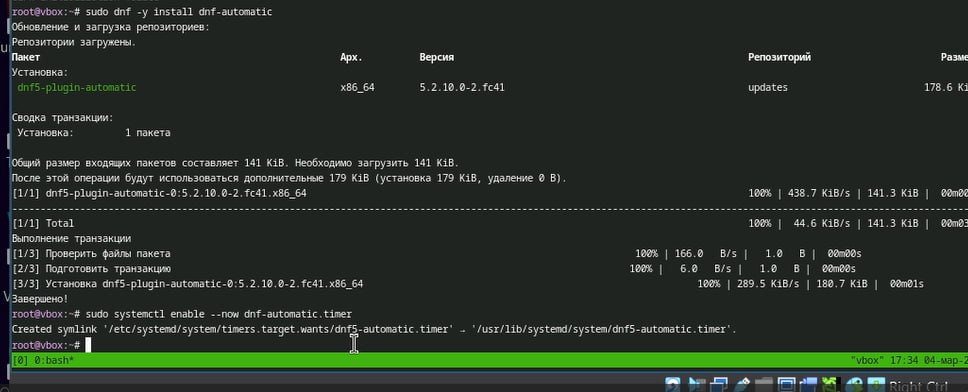 root@vbox:~# sudo dnf -y install dnf-automatic
Обновление и загрузка репозиториев:
Репозитории загружены.
Пакет Арх. Версия Репозиторий Разме
Установка:
dnf5-plugin-automatic x86_64 5.2.10.0-2.fc41 updates 178.6 Ki
Сводка транзакции:
Установка: 1 пакета
Общий размер входящих пакетов составляет 141 KiB. Необходимо загрузить 141 KiB.
После этой операции будут использоваться дополнительные 179 KiB (установка 179 KiB, удаление 0 B).
[1/1] dnf5-plugin-automatic-0:5.2.10.0-2.fc41.x86_64 100% | 438.7 KiB/s | 141.3 KiB | 00m00
[1/1] Total 100% | 44.6 KiB/s | 141.3 KiB | 00m03
Выполнение транзакции
[1/3] Проверить файлы пакета 100% | 166.0 B/s | 1.0 B | 00m00s
[2/3] Подготовить транзакцию 100% | 6.0 B/s | 1.0 B | 00m00s
[3/3] Установка dnf5-plugin-automatic-0:5.2.10.0-2.fc41.x86_64 100% | 289.5 KiB/s | 180.7 KiB | 00m01s
Завершено!
root@vbox:~# sudo systemctl enable --now dnf-automatic.timer
Created symlink '/etc/systemd/system/timers.target.wants/dnf5-automatic.timer' → '/usr/lib/systemd/system/dnf5-automatic.timer'.
root@vbox:~#
[0] 0:bash* "vbox" 17:34 04-мар-2
Right Ctrl